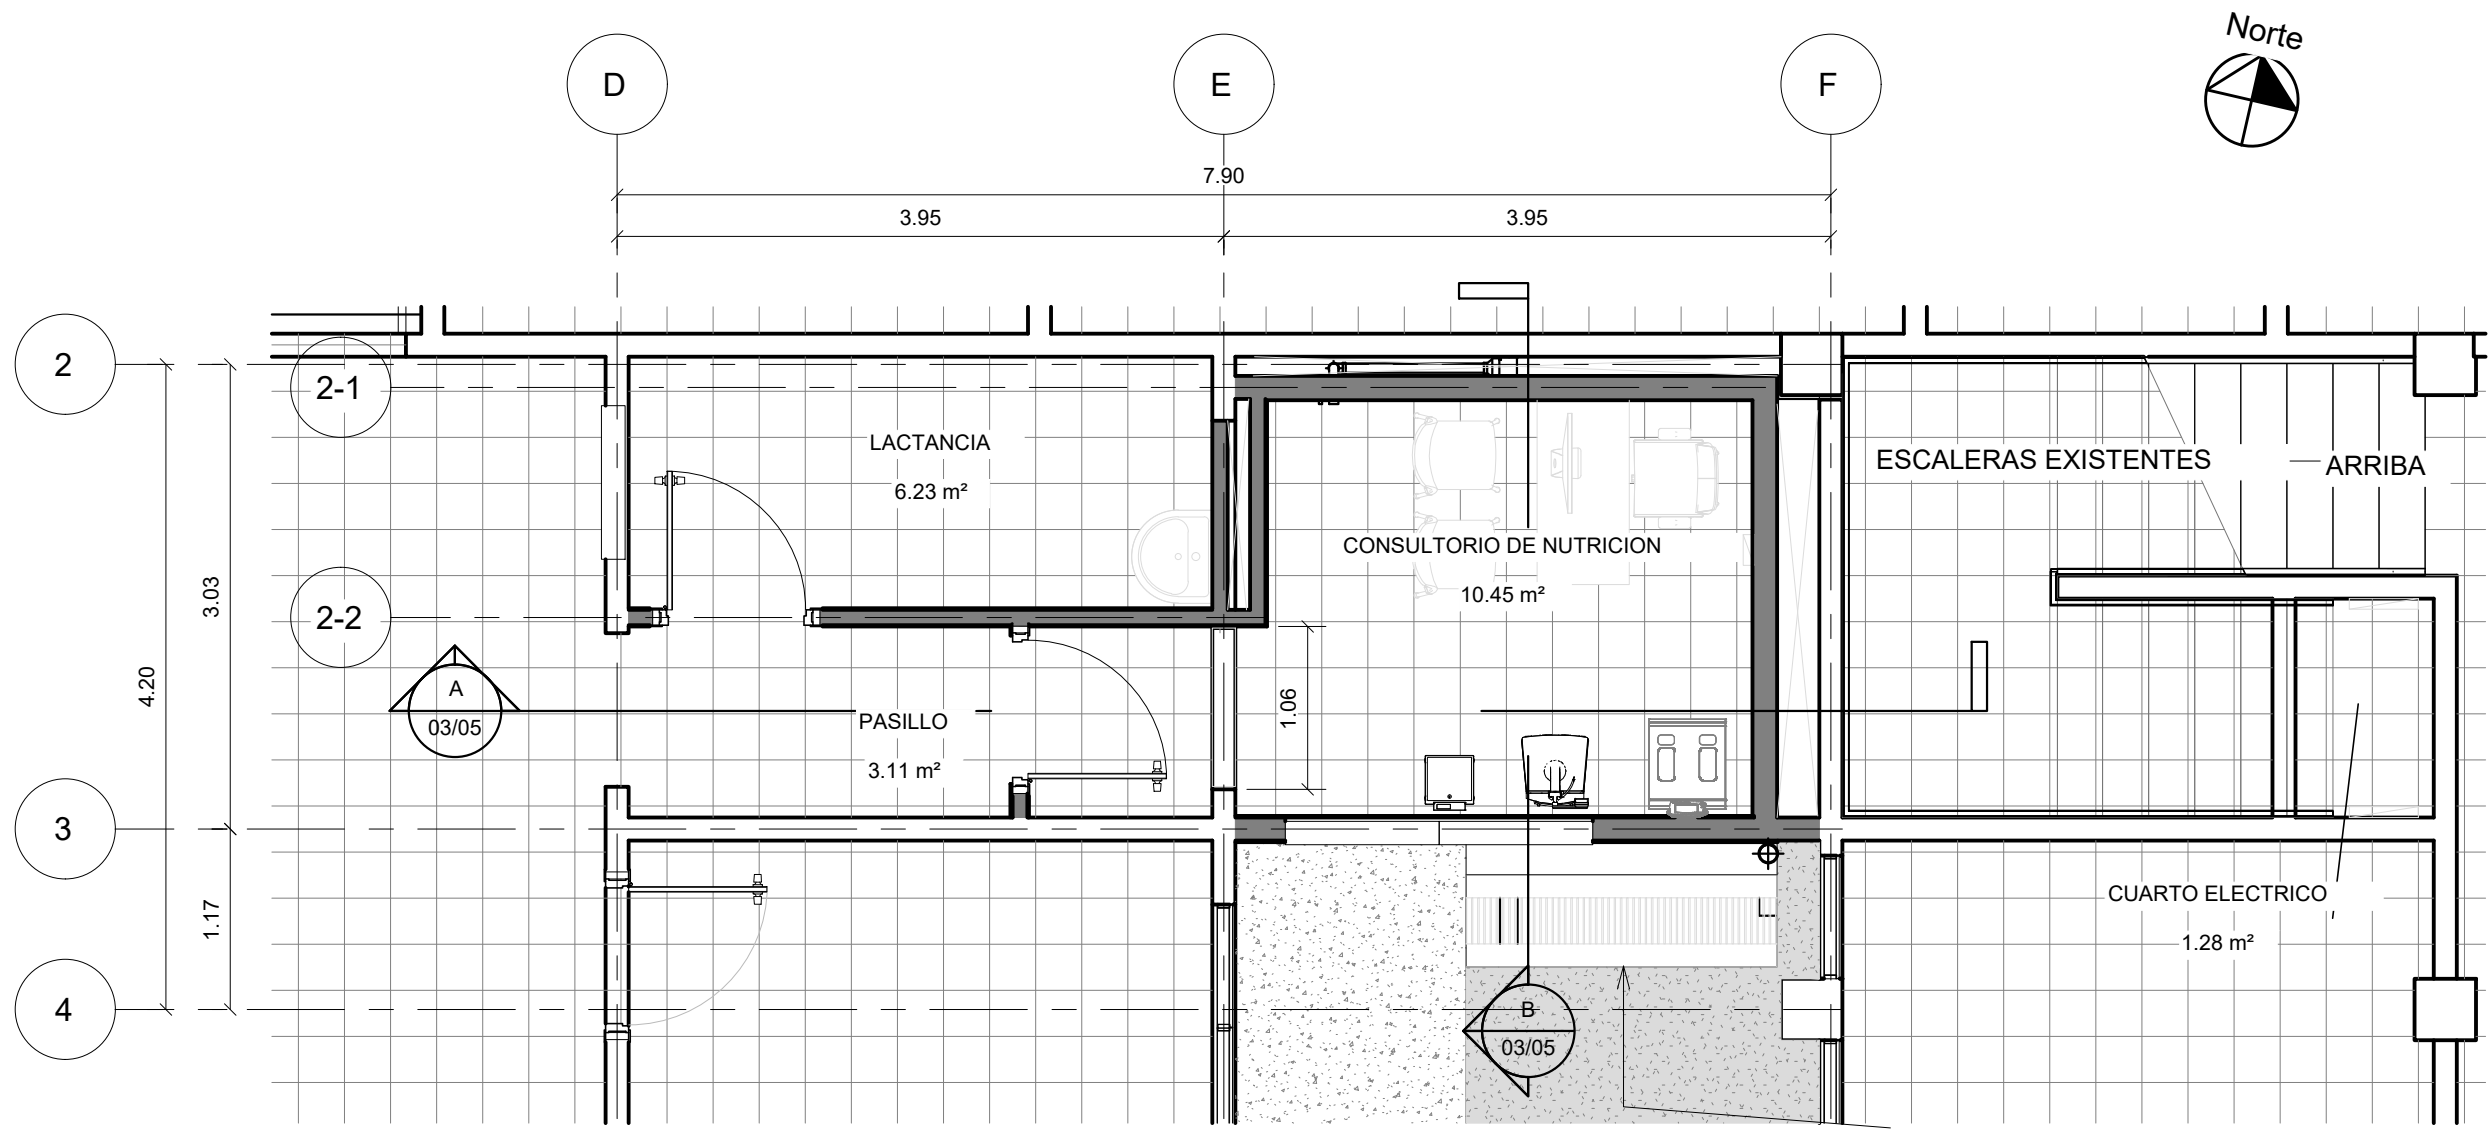 Norte
D
E
F
7.90
3.95
3.95
2
2-1
LACTANCIA
6.23 m²
ESCALERAS EXISTENTES
ARRIBA
CONSULTORIO DE NUTRICION
10.45 m²
2-2
3.03
4.20
A
03/05
PASILLO
3.11 m²
1.06
3
1.17
CUARTO ELECTRICO
1.28 m²
4
B
03/05